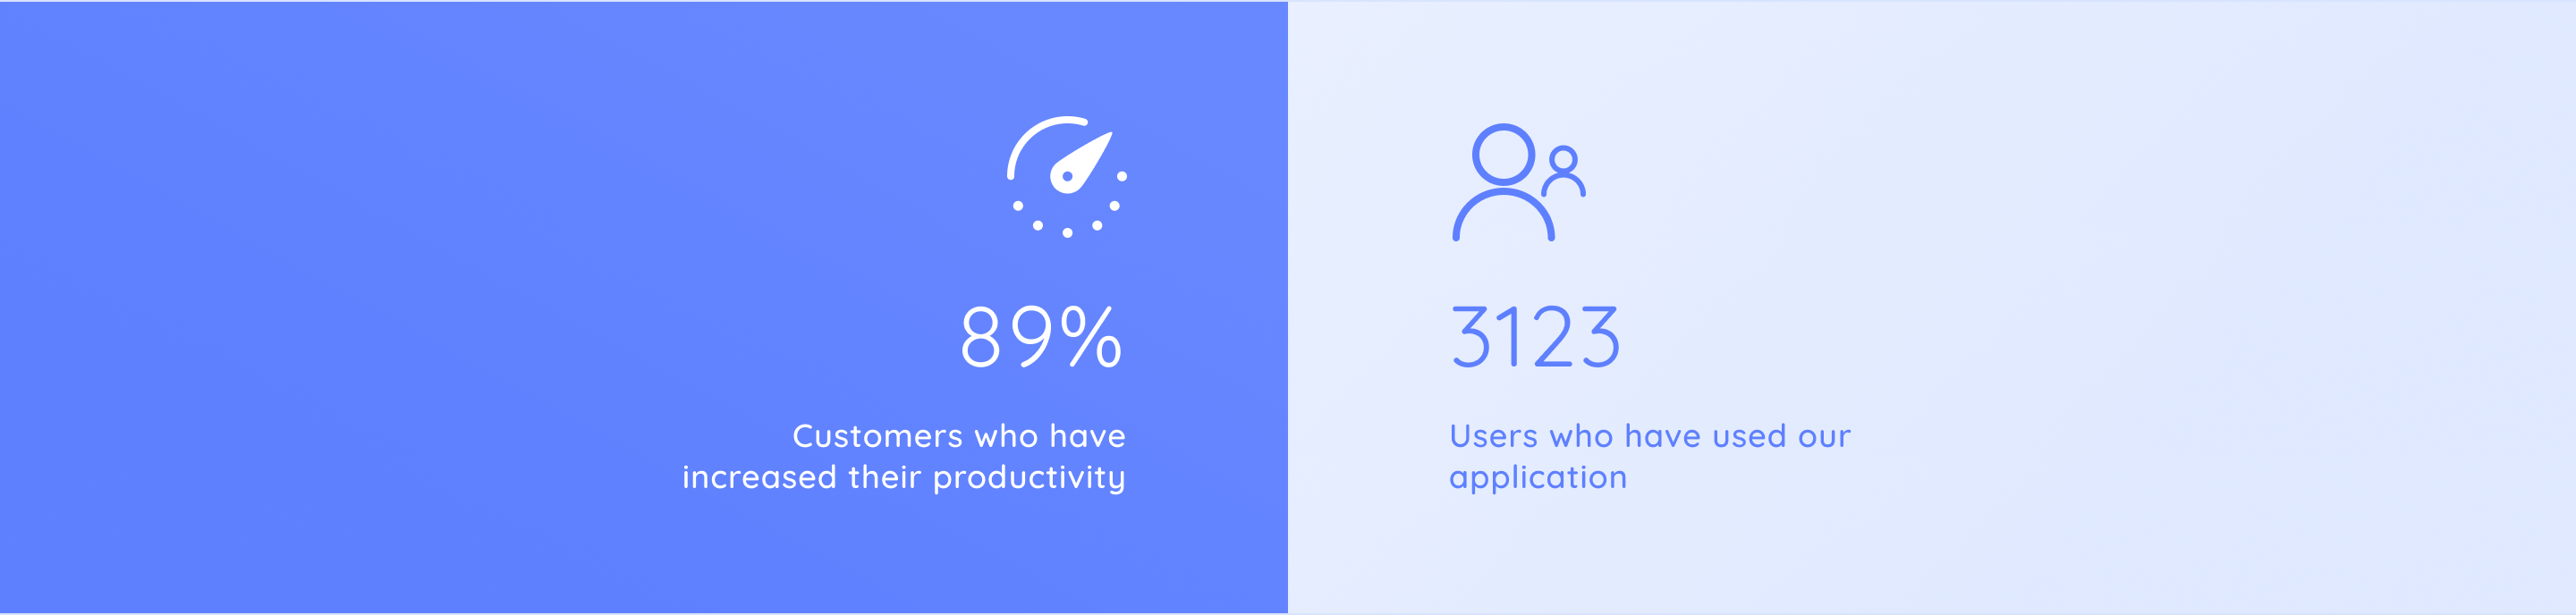 89%
Customers who have
increased their productivity
3123
Users who have used our
application